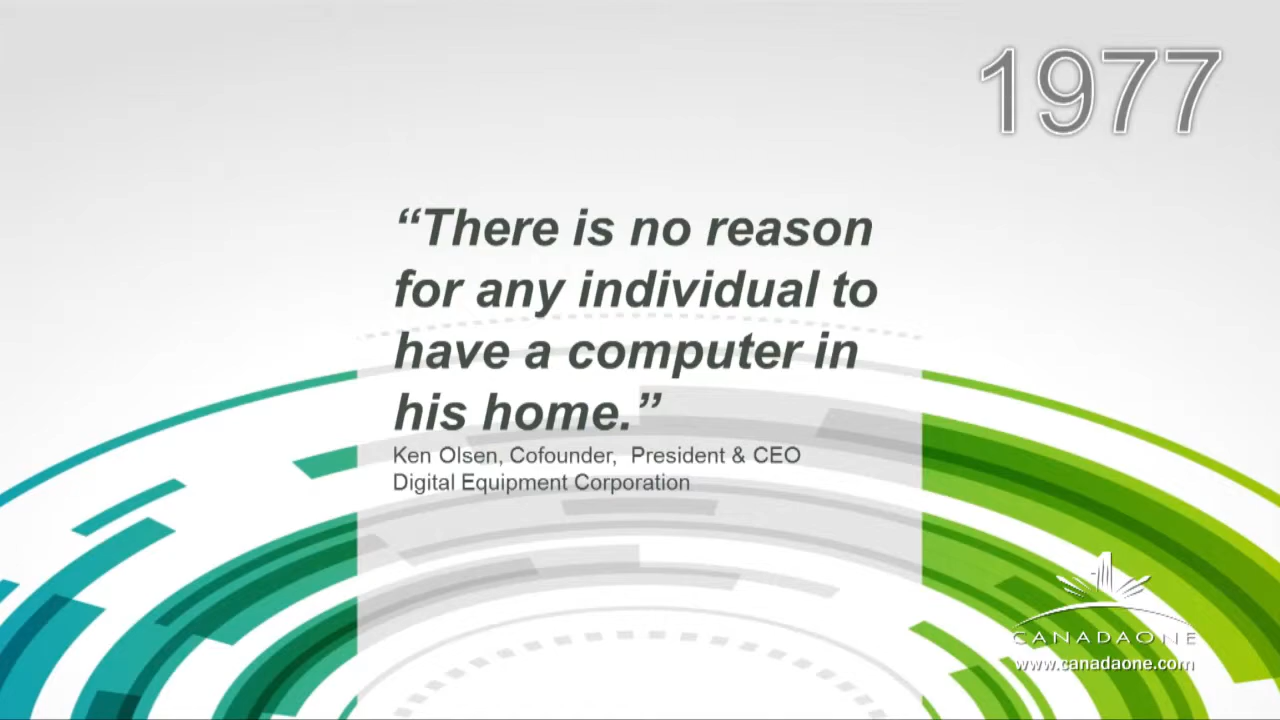 1977
“There is no reason
for any individual to
have a computer in
his home.”
Ken Olsen, Cofounder,  President & CEO
Digital Equipment Corporation
CANADAONE
www.canadaone.com